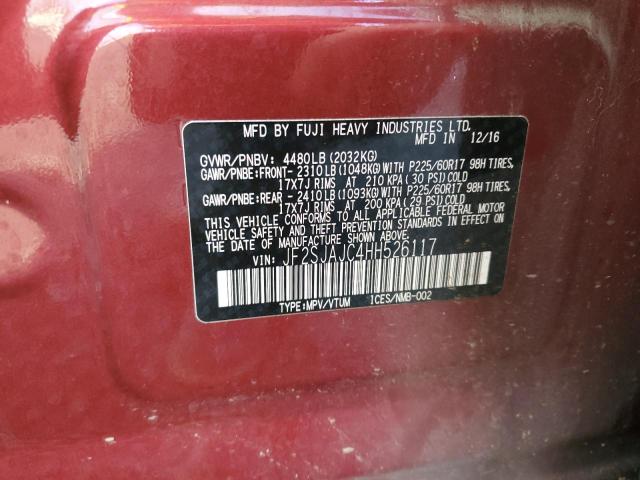 MFD BY FUJI HEAVY INDUSTRIES LTD.
MFD IN 12/16
GVWR/PNBV: 4480LB(2032KG)
GAWR/PNBE:FRONT- 2310LB(1048KG)WITH P225/60R17 98H TIRES,
17X7J RIMS AT 210 KPA(30 PSI)COLD
GAWR/PNBE:REAR - 2410LB(1093KG)WITH P225/60R17 98H TIRES,
17X7J RIMS AT 200 KPA(29 PSI)COLD
THIS VEHICLE CONFORMS TO ALL APPLICABLE FEDERAL MOTOR
VEHICLE SAFETY AND THEFT PREVENTION STANDARDS IN EFFECT ON
THE DATE OF MANUFACTURE SHOWN ABOVE.
VIN: JF2SJAJC4HH526117
TYPE:MPV/VTUM ICES/NMB-002